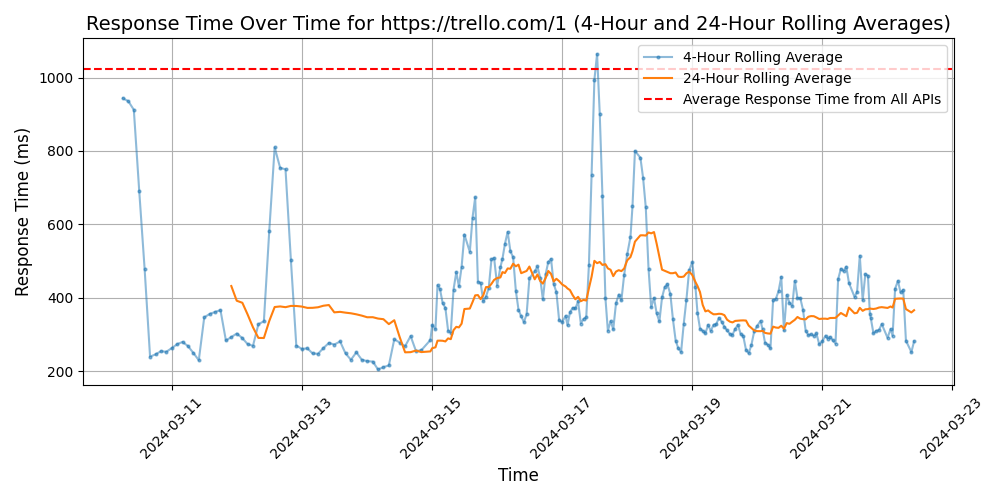 Response Time Over Time for https://trello.com/1 (4-Hour and 24-Hour Rolling Averages)
4-Hour Rolling Average
24-Hour Rolling Average
Average Response Time from All APIs
Response Time (ms)
1000
800
600
400
200
2024-03-11
2024-03-13
2024-03-15
2024-03-17
2024-03-19
2024-03-21
2024-03-23
Time